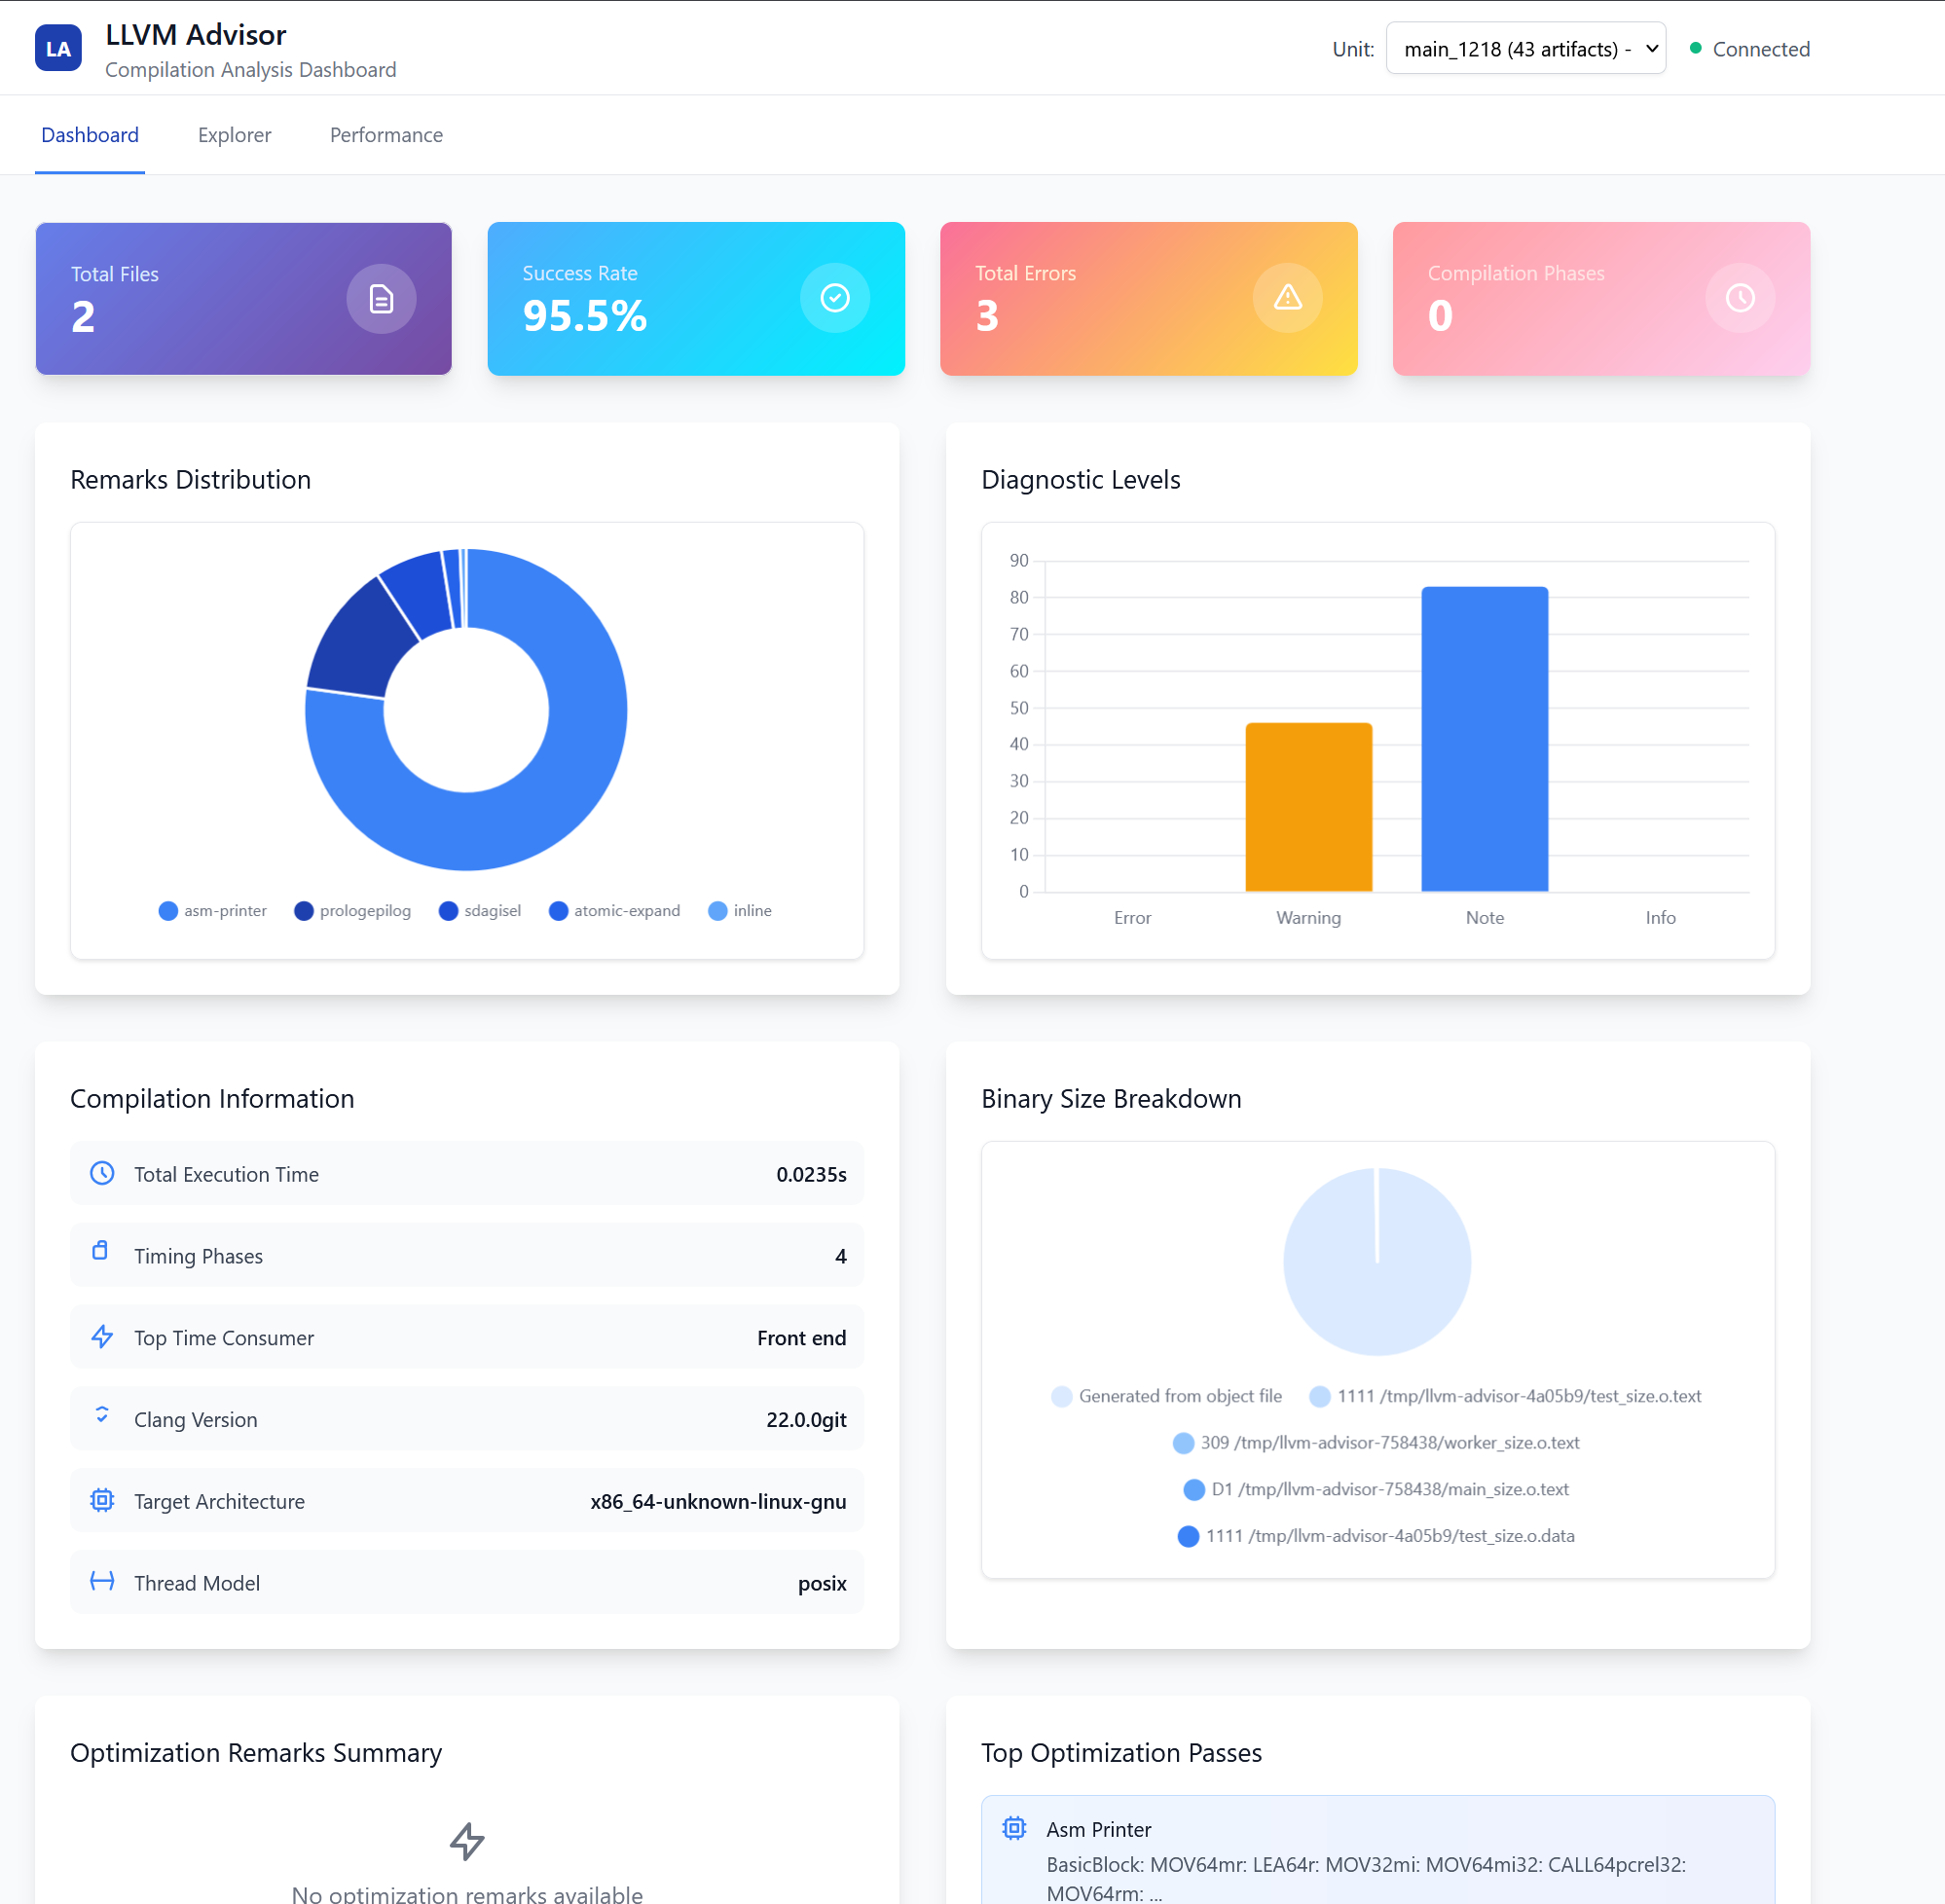 LA
LLVM Advisor
Compilation Analysis Dashboard
Unit:
main_1218 (43 artifacts) -
Connected
Dashboard
Explorer
Performance
Total Files
2
Success Rate
95.5%
Total Errors
3
Compilation Phases
0
Remarks Distribution
asm-printer
prologepilog
sdagisel
atomic-expand
inline
Diagnostic Levels
90
80
70
60
50
40
30
20
10
0
Error
Warning
Note
Info
Compilation Information
Total Execution Time
0.0235s
Timing Phases
4
Top Time Consumer
Front end
Clang Version
22.0.0git
Target Architecture
x86_64-unknown-linux-gnu
Thread Model
posix
Binary Size Breakdown
Generated from object file
1111 /tmp/llvm-advisor-4a05b9/test_size.o.text
309 /tmp/llvm-advisor-758438/worker_size.o.text
D1 /tmp/llvm-advisor-758438/main_size.o.text
1111 /tmp/llvm-advisor-4a05b9/test_size.o.data
Optimization Remarks Summary
No optimization remarks available
Top Optimization Passes
Asm Printer
BasicBlock: MOV64mr: LEA64r: MOV32mi: MOV64mi32: CALL64pcrel32:
MOV64rm: ...